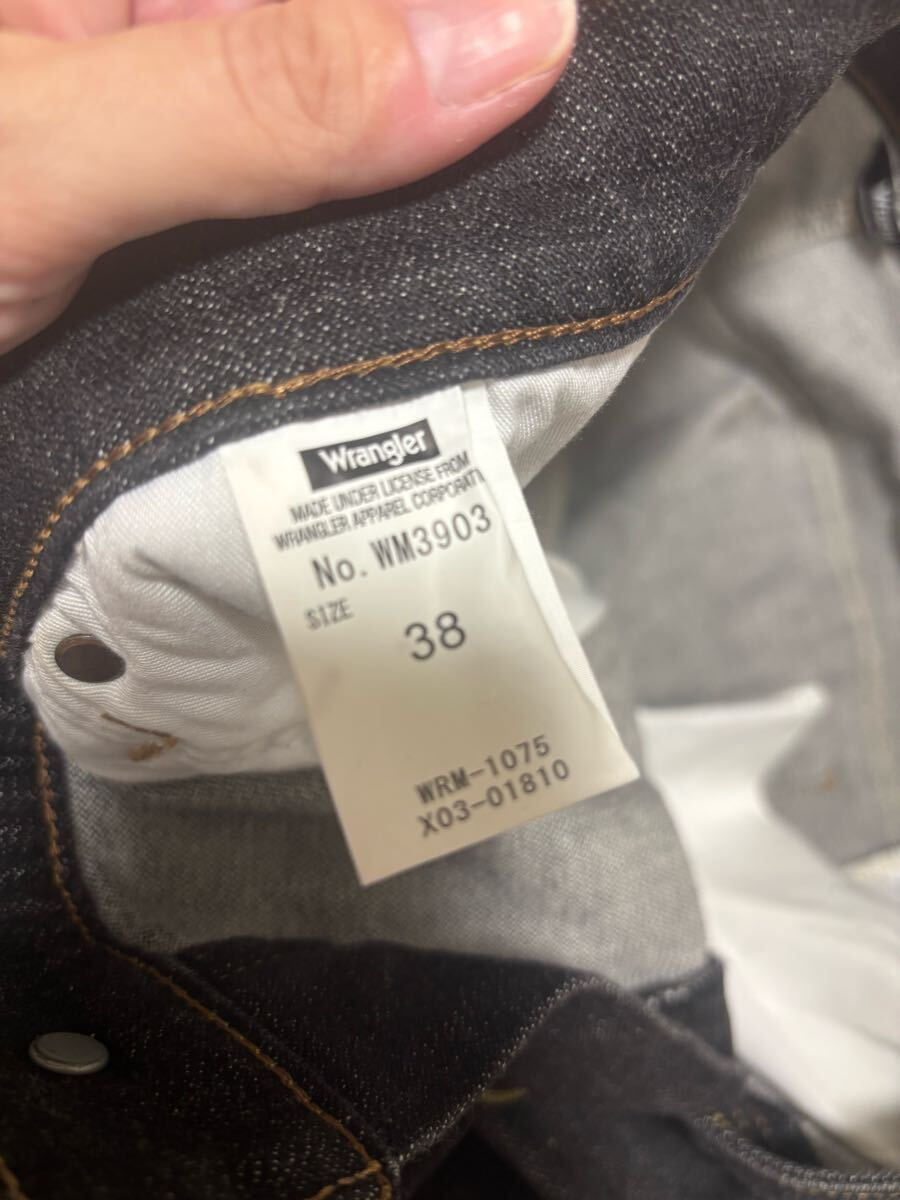 Wrangler
MADE UNDER LICENSE FROM
WRANGLER APPAREL CORPORATI
No. WM3903
SIZE
38
WRM-1075
X03-01810